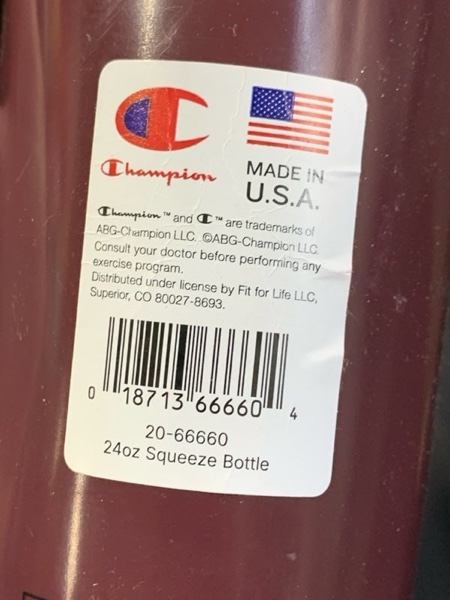 Champion
MADE IN
U.S.A.
Champion™ and C™ are trademarks of
ABG-Champion LLC. ©ABG-Champion LLC.
Consult your doctor before performing any
exercise program.
Distributed under license by Fit for Life LLC,
Superior, CO 80027-8693.
0 18713 66660 4
20-66660
24oz Squeeze Bottle